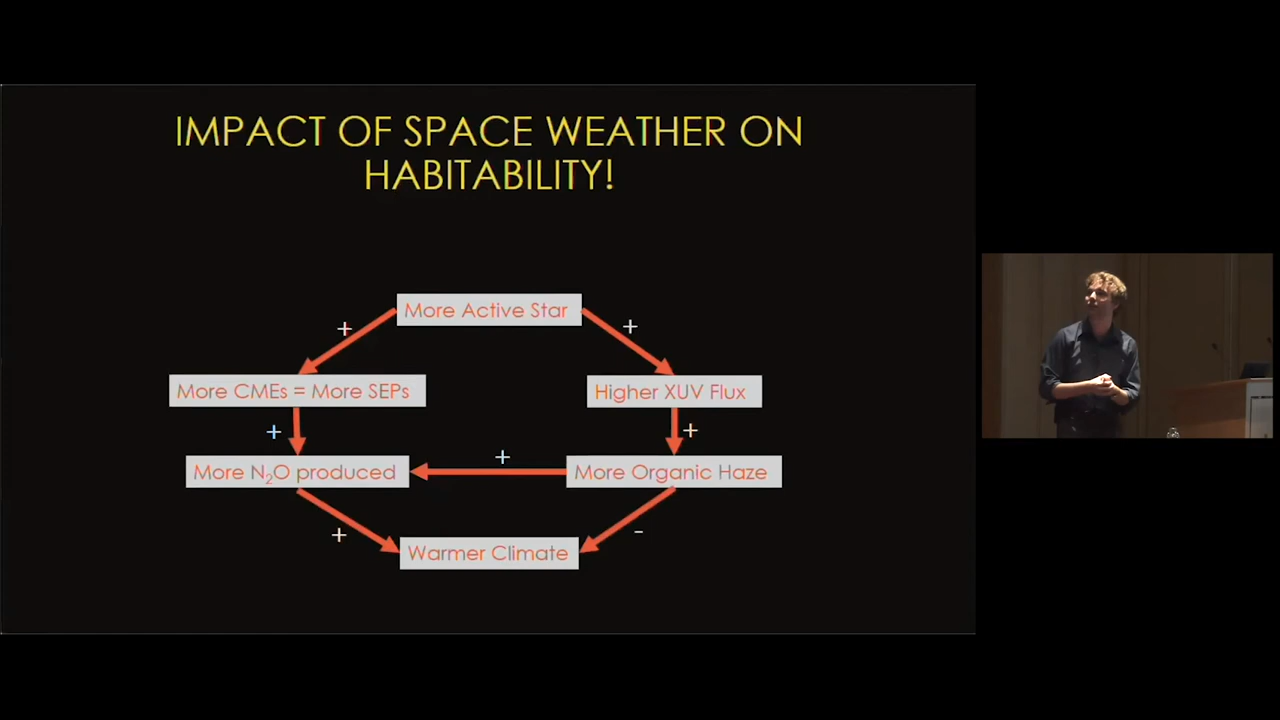 IMPACT OF SPACE WEATHER ON
HABITABILITY!
More Active Star
+
+
More CMEs = More SEPs
Higher XUV Flux
+
+
More N₂O produced
+
More Organic Haze
+
-
Warmer Climate